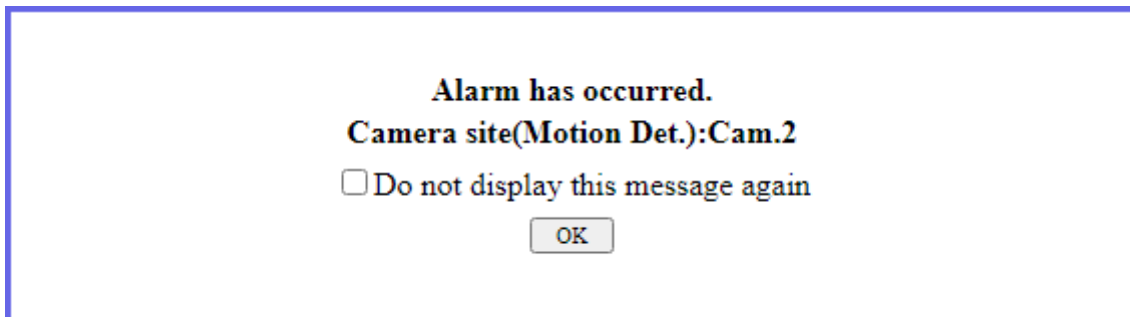 Alarm has occurred.
Camera site(Motion Det.):Cam.2
Do not display this message again
OK